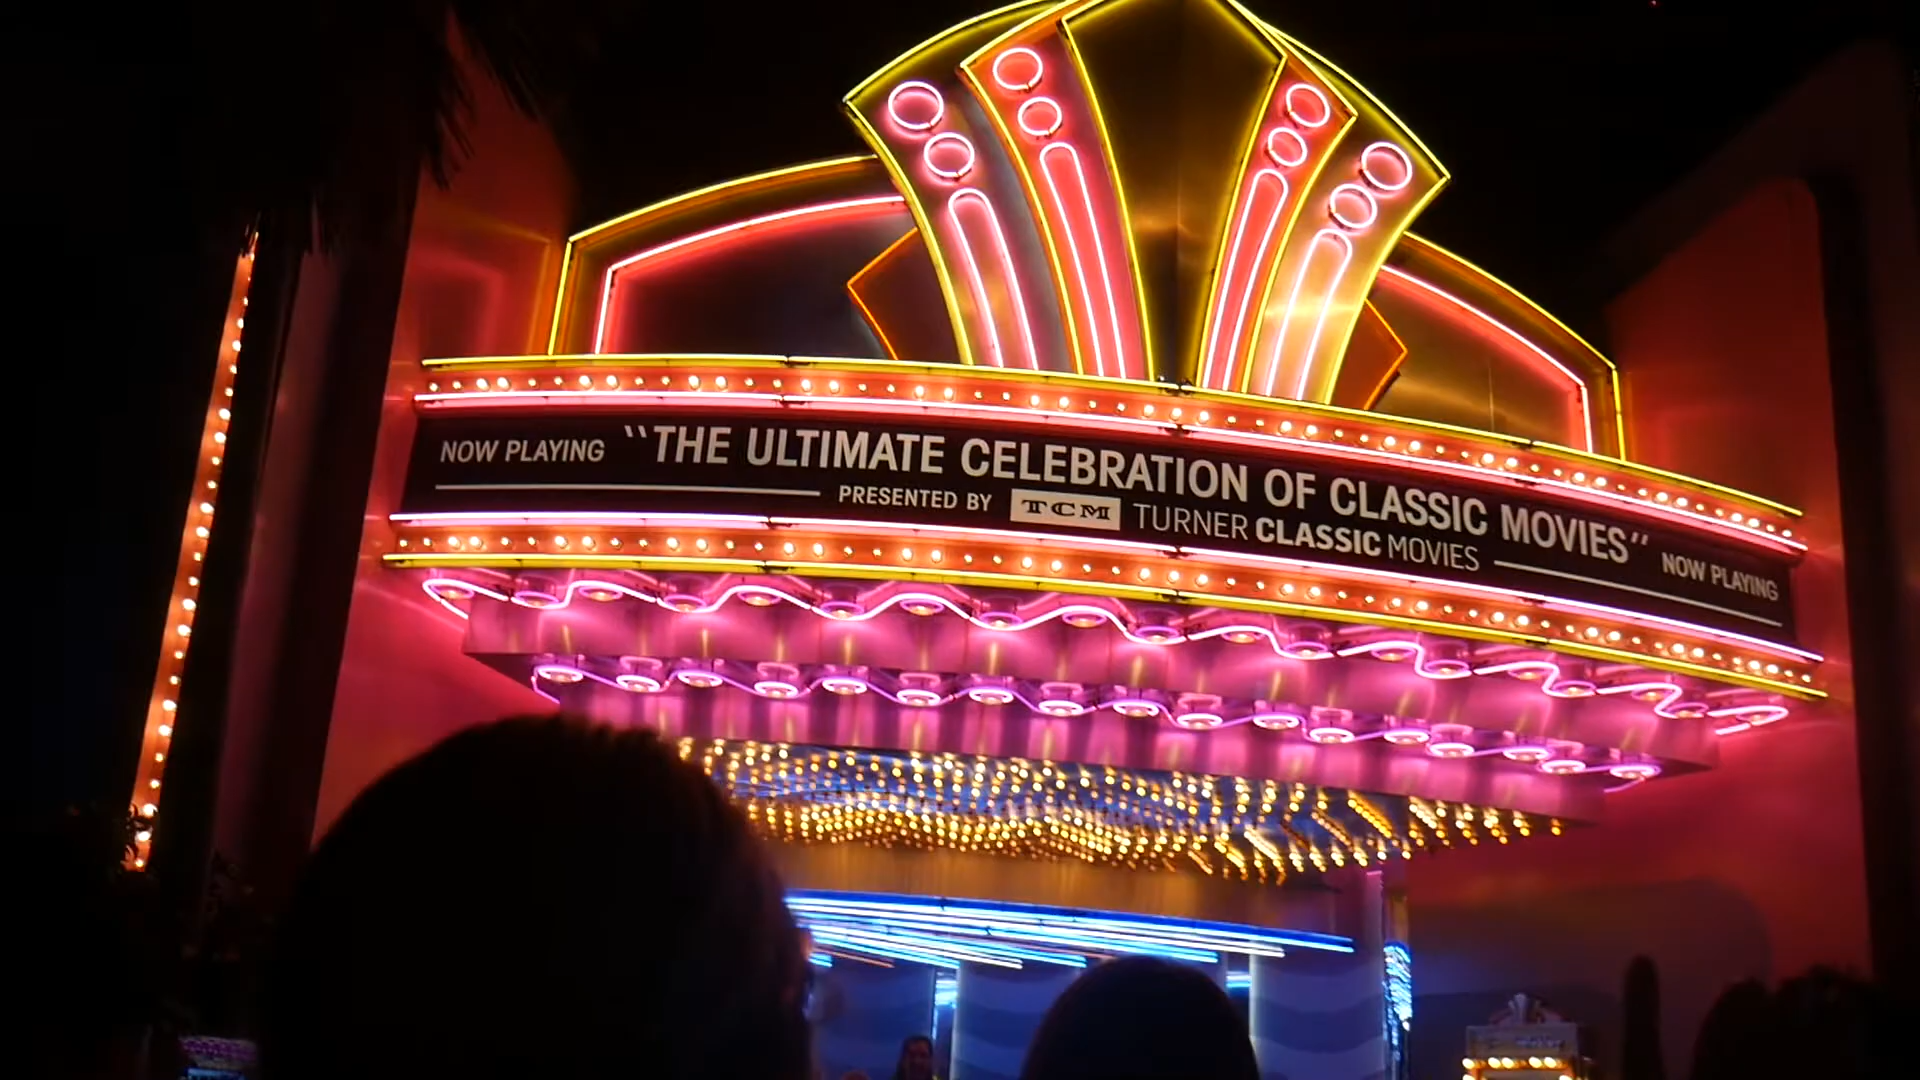 NOW PLAYING "THE ULTIMATE CELEBRATION OF CLASSIC MOVIES" NOW PLAYING
PRESENTED BY TCM TURNER CLASSIC MOVIES